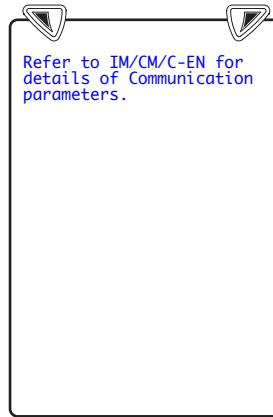 Refer to IM/CM/C-EN for
details of Communication
parameters.